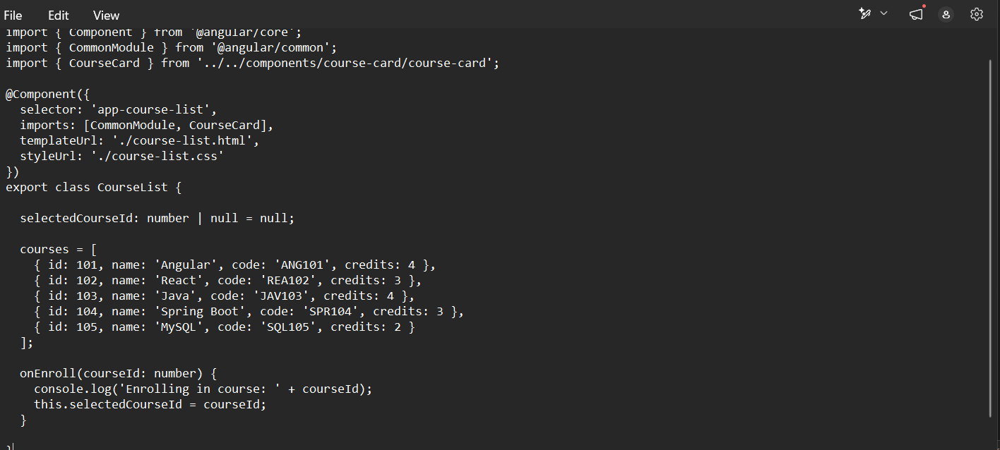 File Edit View
import { Component } from '@angular/core';
import { CommonModule } from '@angular/common';
import { CourseCard } from '../../components/course-card/course-card';
@Component({
  selector: 'app-course-list',
  imports: [CommonModule, CourseCard],
  templateUrl: './course-list.html',
  styleUrl: './course-list.css'
})
export class CourseList {
  selectedCourseId: number | null = null;
  courses = [
    { id: 101, name: 'Angular', code: 'ANG101', credits: 4 },
    { id: 102, name: 'React', code: 'REA102', credits: 3 },
    { id: 103, name: 'Java', code: 'JAV103', credits: 4 },
    { id: 104, name: 'Spring Boot', code: 'SPR104', credits: 3 },
    { id: 105, name: 'MySQL', code: 'SQL105', credits: 2 }
  ];
  onEnroll(courseId: number) {
    console.log('Enrolling in course: ' + courseId);
    this.selectedCourseId = courseId;
  }
}